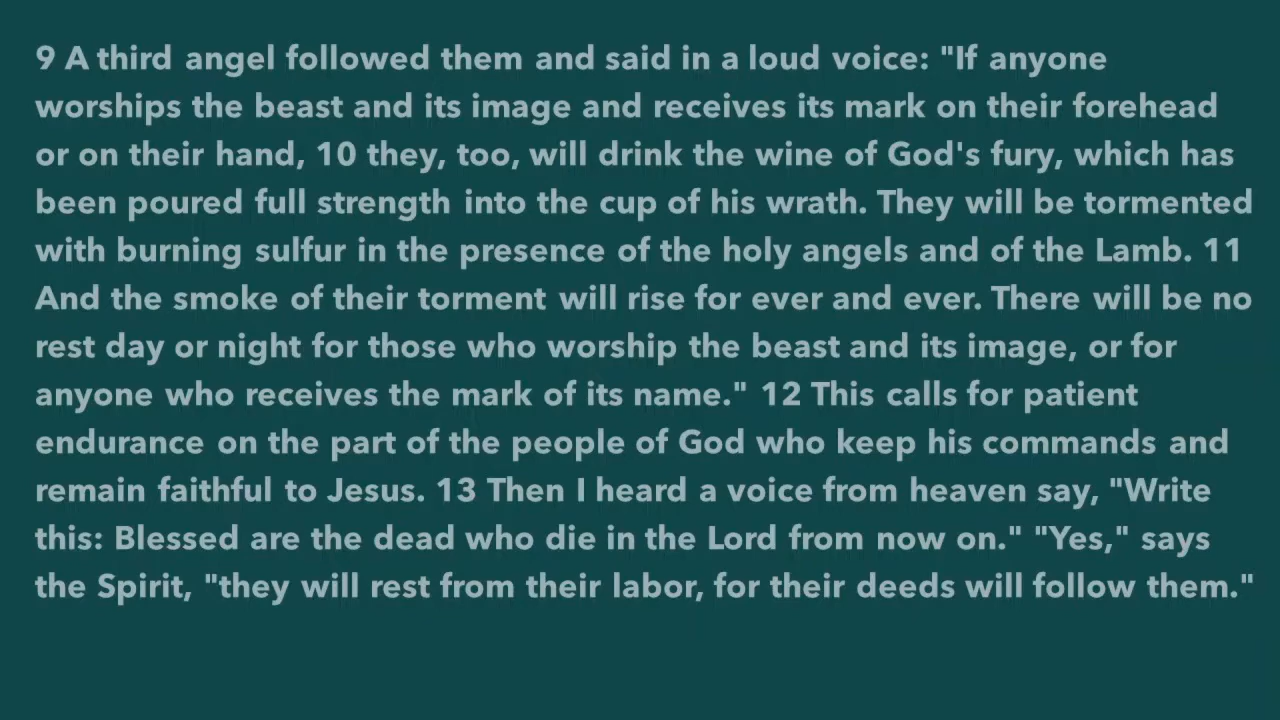 9 A third angel followed them and said in a loud voice: "If anyone
worships the beast and its image and receives its mark on their forehead
or on their hand, 10 they, too, will drink the wine of God's fury, which has
been poured full strength into the cup of his wrath. They will be tormented
with burning sulfur in the presence of the holy angels and of the Lamb. 11
And the smoke of their torment will rise for ever and ever. There will be no
rest day or night for those who worship the beast and its image, or for
anyone who receives the mark of its name." 12 This calls for patient
endurance on the part of the people of God who keep his commands and
remain faithful to Jesus. 13 Then I heard a voice from heaven say, "Write
this: Blessed are the dead who die in the Lord from now on." "Yes," says
the Spirit, "they will rest from their labor, for their deeds will follow them."